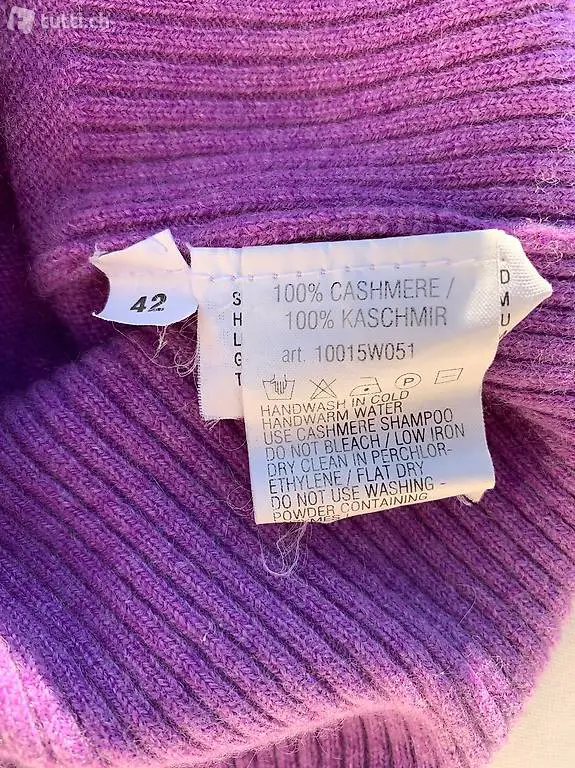 tutti.ch
42
S
H
L
G
T
100% CASHMERE /
100% KASCHMIR
art. 10015W051
P
HANDWASH IN COLD
HANDWARM WATER
USE CASHMERE SHAMPOO
DO NOT BLEACH / LOW IRON
DRY CLEAN IN PERCHLOR-
ETHYLENE / FLAT DRY
DO NOT USE WASHING -
POWDER CONTAINING
D
M
U